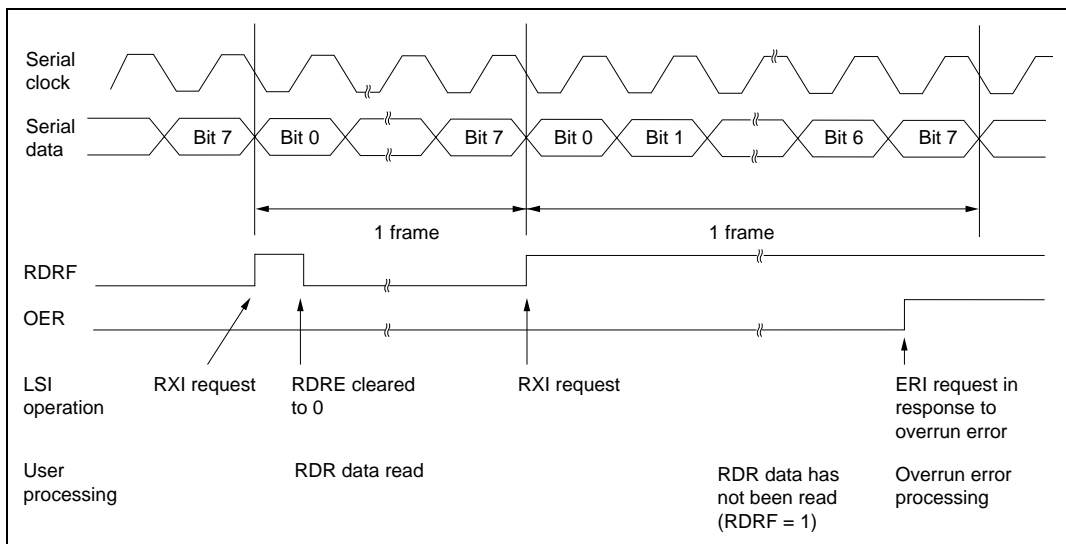 Serial
clock
Serial
data
Bit 7
Bit 0
Bit 7
Bit 0
Bit 1
Bit 6
Bit 7
1 frame
1 frame
RDRF
OER
LSI
operation
RXI request
RDRE cleared
to 0
RXI request
ERI request in
response to
overrun error
User
processing
RDR data read
RDR data has
not been read
(RDRF = 1)
Overrun error
processing